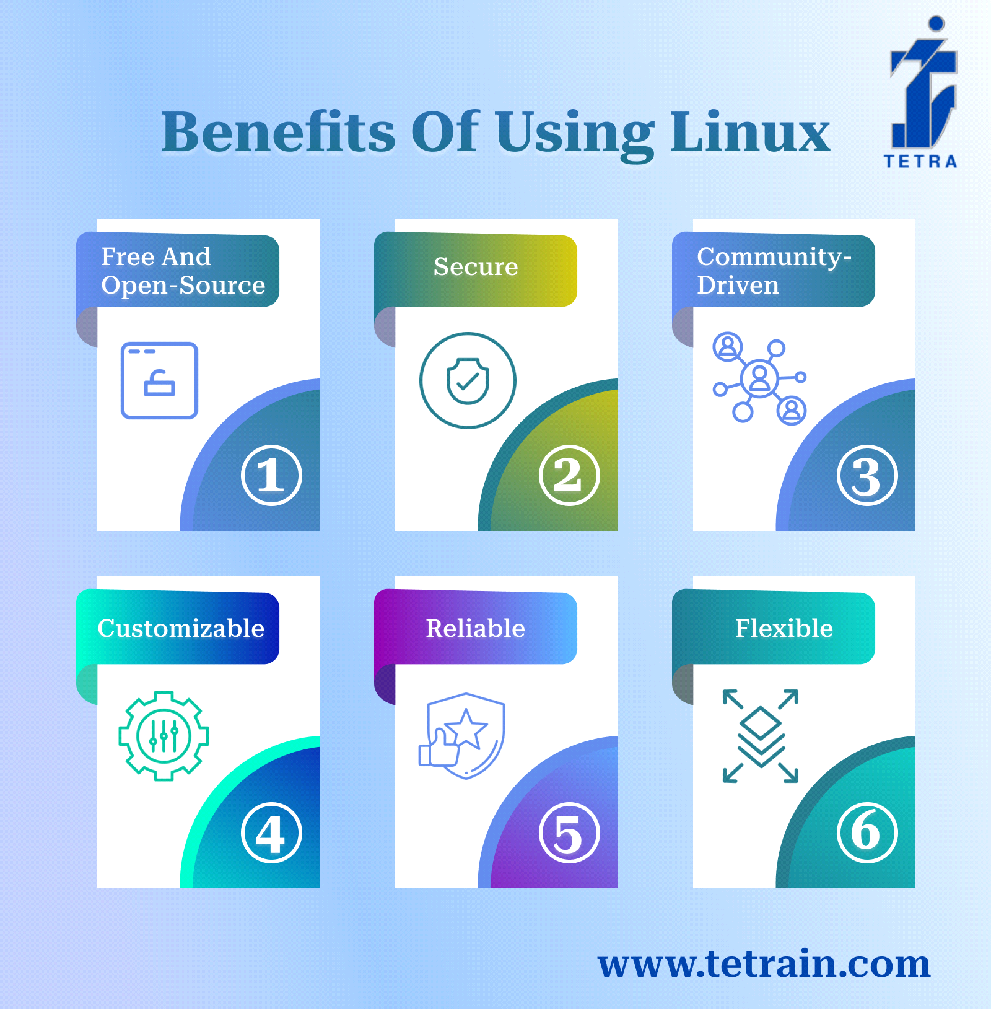 TETRA
Benefits Of Using Linux
Free And
Open-Source
1
Secure
2
Community-
Driven
3
Customizable
4
Reliable
5
Flexible
6
www.tetrain.com